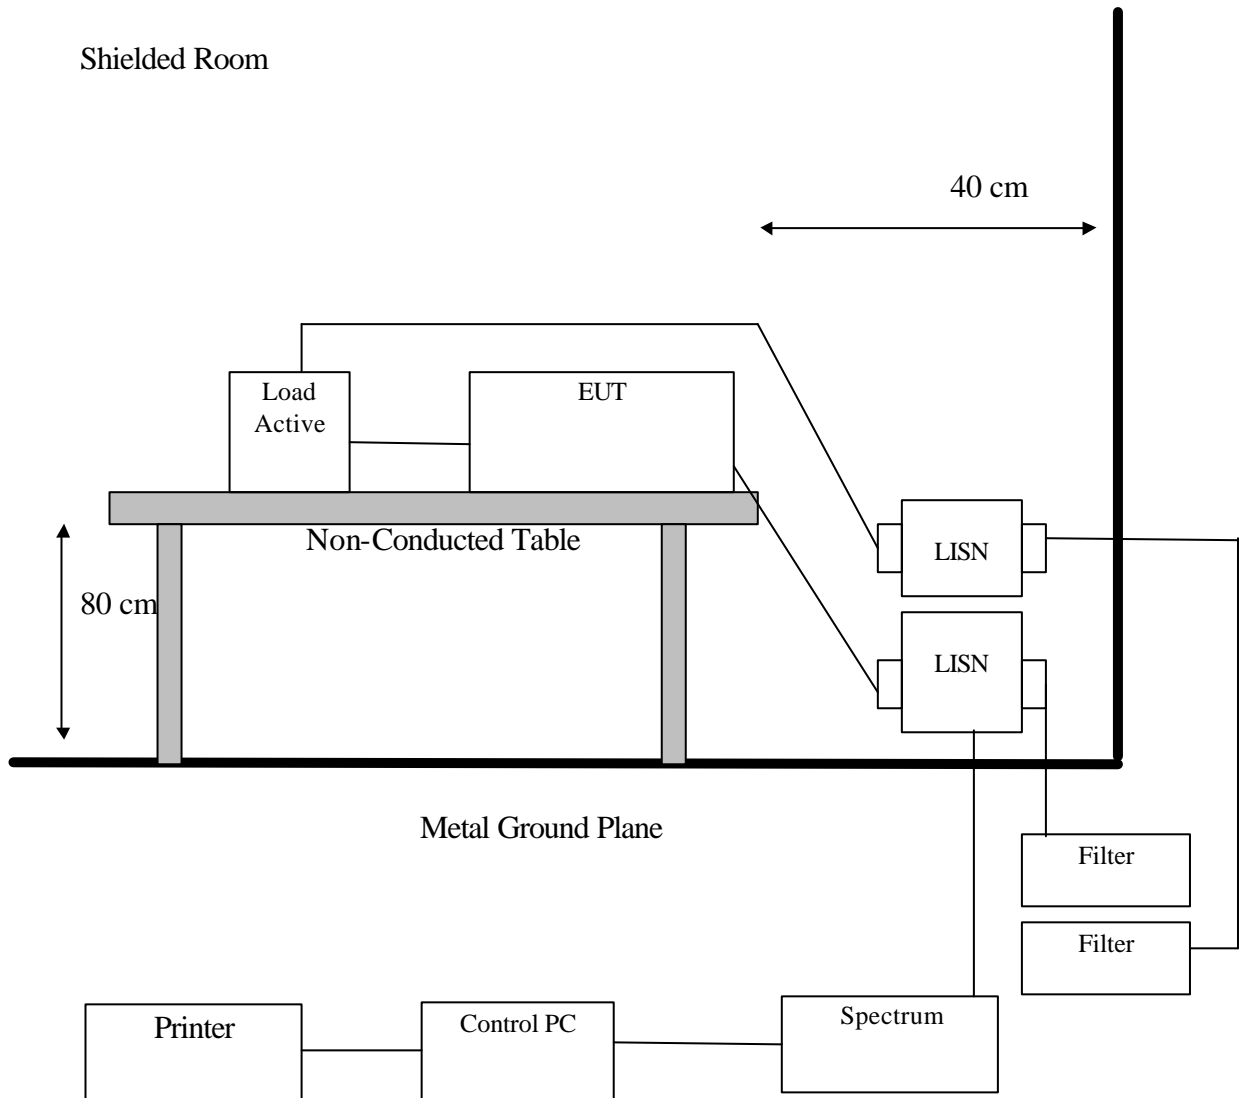 Shielded Room
40 cm
Load
Active
EUT
Non-Conducted Table
LISN
80 cm
LISN
Metal Ground Plane
Filter
Filter
Printer
Control PC
Spectrum